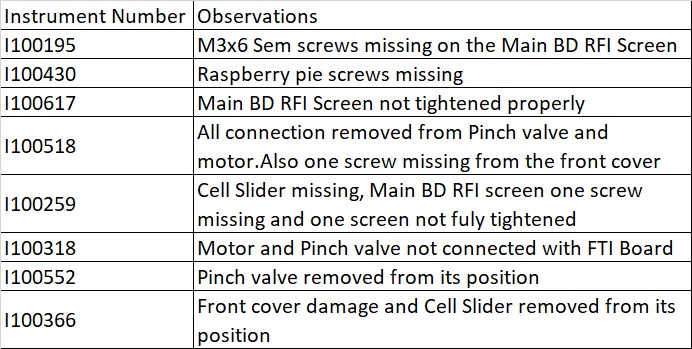 Instrument Number Observations
I100195 M3x6 Sem screws missing on the Main BD RFI Screen
I100430 Raspberry pie screws missing
I100617 Main BD RFI Screen not tightened properly
I100518 All connection removed from Pinch valve and
motor.Also one screw missing from the front cover
I100259 Cell Slider missing, Main BD RFI screen one screw
missing and one screen not fuly tightened
I100318 Motor and Pinch valve not connected with FTI Board
I100552 Pinch valve removed from its position
I100366 Front cover damage and Cell Slider removed from its
position